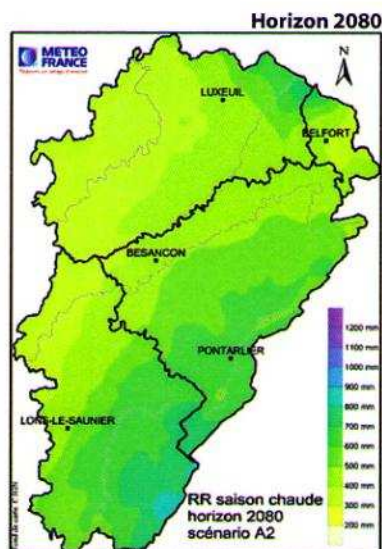 Horizon 2080
METEO
FRANCE
N
LUXEUIL
BELFORT
BESANCON
PONTARLIER
LONS-LE-SAUNIER
1200 mm
1100 mm
1000 mm
900 mm
800 mm
700 mm
600 mm
500 mm
400 mm
300 mm
200 mm
RR saison chaude
horizon 2080
scénario A2